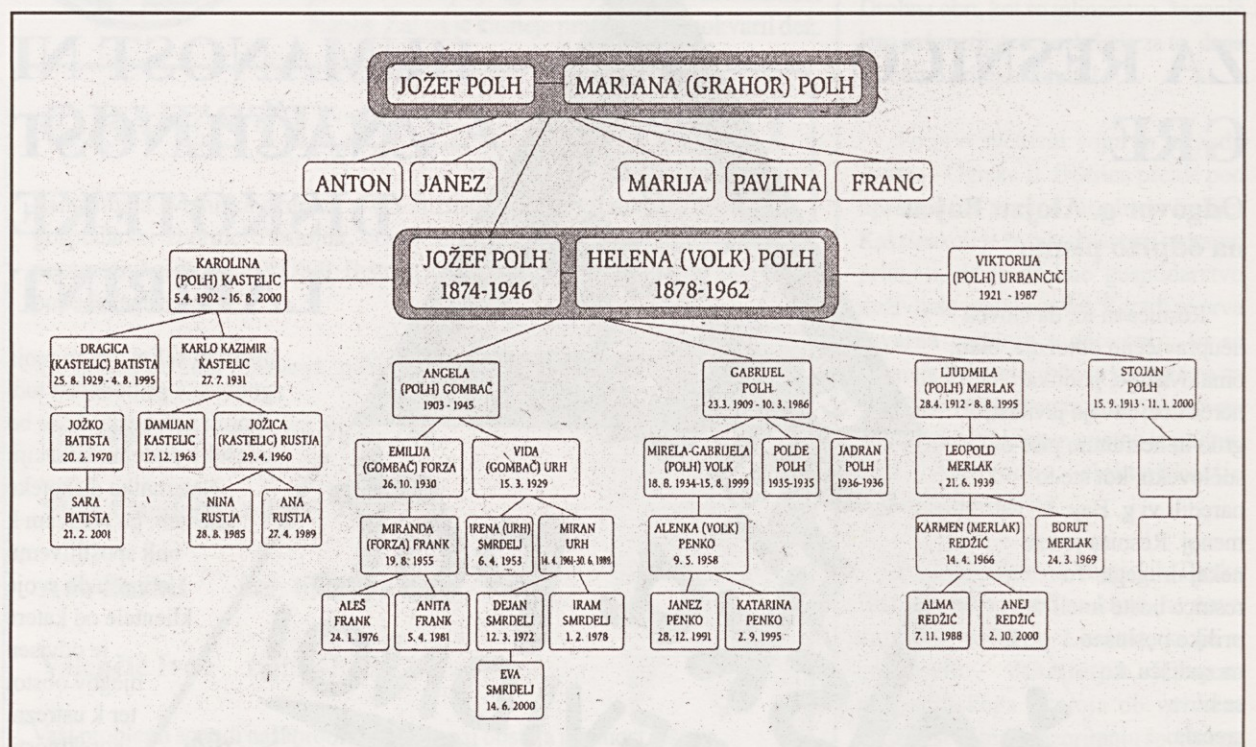 JOŽEF POLH
MARJANA (GRAHOR) POLH
ANTON
JANEZ
MARIJA
PAVLINA
FRANC
JOŽEF POLH
1874-1946
HELENA (VOLK) POLH
1878-1962
KAROLINA
(POLH) KASTELIC
5.4. 1902 - 16. 8. 2000
VIKTORIJA
(POLH) URBANČIČ
1921 - 1987
DRAGICA
(KASTELIC) BATISTA
25. 8. 1929 - 4. 8. 1995
KARLO KAZIMIR
KASTELIC
27. 7. 1931
ANGELA
(POLH) GOMBAČ
1903 - 1945
GABRUEL
POLH
23.3. 1909 - 10. 3. 1986
LJUDMILA
(POLH) MERLAK
28.4. 1912 - 8. 8. 1995
STOJAN
POLH
15. 9. 1913 - 11. 1. 2000
JOŽKO
BATISTA
20. 2. 1970
DAMIJAN
KASTELIC
17. 12. 1963
JOŽICA
(KASTELIC) RUSTJA
29. 4. 1960
EMILIJA
(GOMBAČ) FORZA
26. 10. 1930
VIDA
(GOMBAČ) URH
15. 3. 1929
MIRELA-GABRIJELA
(POLH) VOLK
18. 8. 1934-15. 8. 1999
POLDE
POLH
1935-1935
JADRAN
POLH
1936-1936
LEOPOLD
MERLAK
21. 6. 1939
SARA
BATISTA
21. 2. 2001
NINA
RUSTJA
28. 8. 1985
ANA
RUSTJA
27. 4. 1989
MIRANDA
(FORZA) FRANK
19. 8. 1955
IRENA (URH)
SMRDELJ
6. 4. 1953
MIRAN
URH
14. 4. 1961-30. 6. 1989
ALENKA (VOLK)
PENKO
9. 5. 1958
KARMEN (MERLAK)
REDŽIĆ
14. 4. 1966
BORUT
MERLAK
24. 3. 1969
ALEŠ
FRANK
24. 1. 1976
ANITA
FRANK
5. 4. 1981
DEJAN
SMRDELJ
12. 3. 1972
IRAM
SMRDELJ
1. 2. 1978
JANEZ
PENKO
28. 12. 1991
KATARINA
PENKO
2. 9. 1995
ALMA
REDŽIĆ
7. 11. 1988
ANEJ
REDŽIĆ
2. 10. 2000
EVA
SMRDELJ
14. 6. 2000